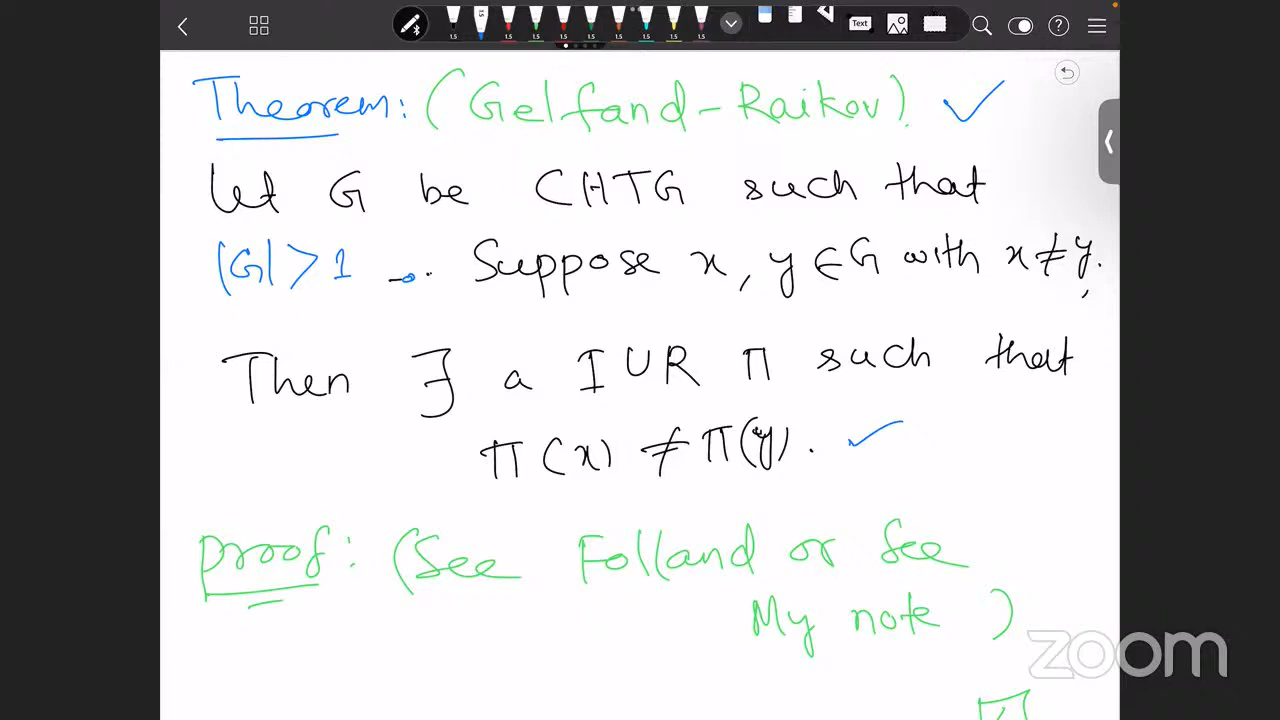 Text
Theorem: (Gelfand-Raikov). ✓
Let G be CHTG such that
|G| > 1 . Suppose x, y ∈ G with x ≠ y.
Then ∃ a IUR π such that
π(x) ≠ π(y). ✓
Proof: (See Folland or See
My note)
zoom